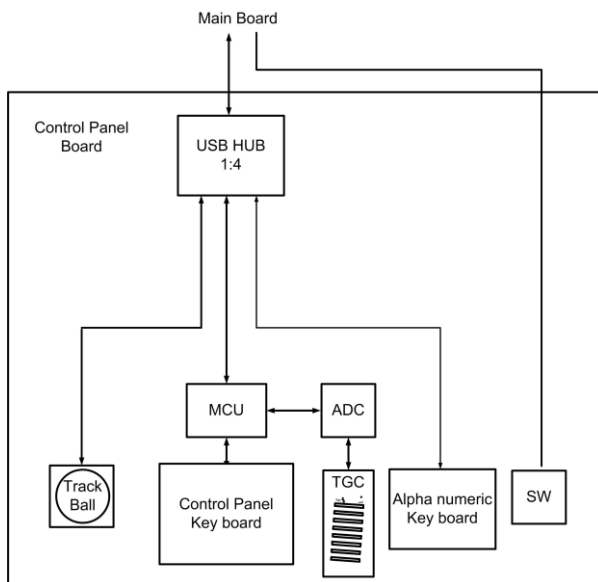 Main Board
Control Panel
Board
USB HUB
1:4
MCU
ADC
Track
Ball
Control Panel
Key board
TGC
Alpha numeric
Key board
SW